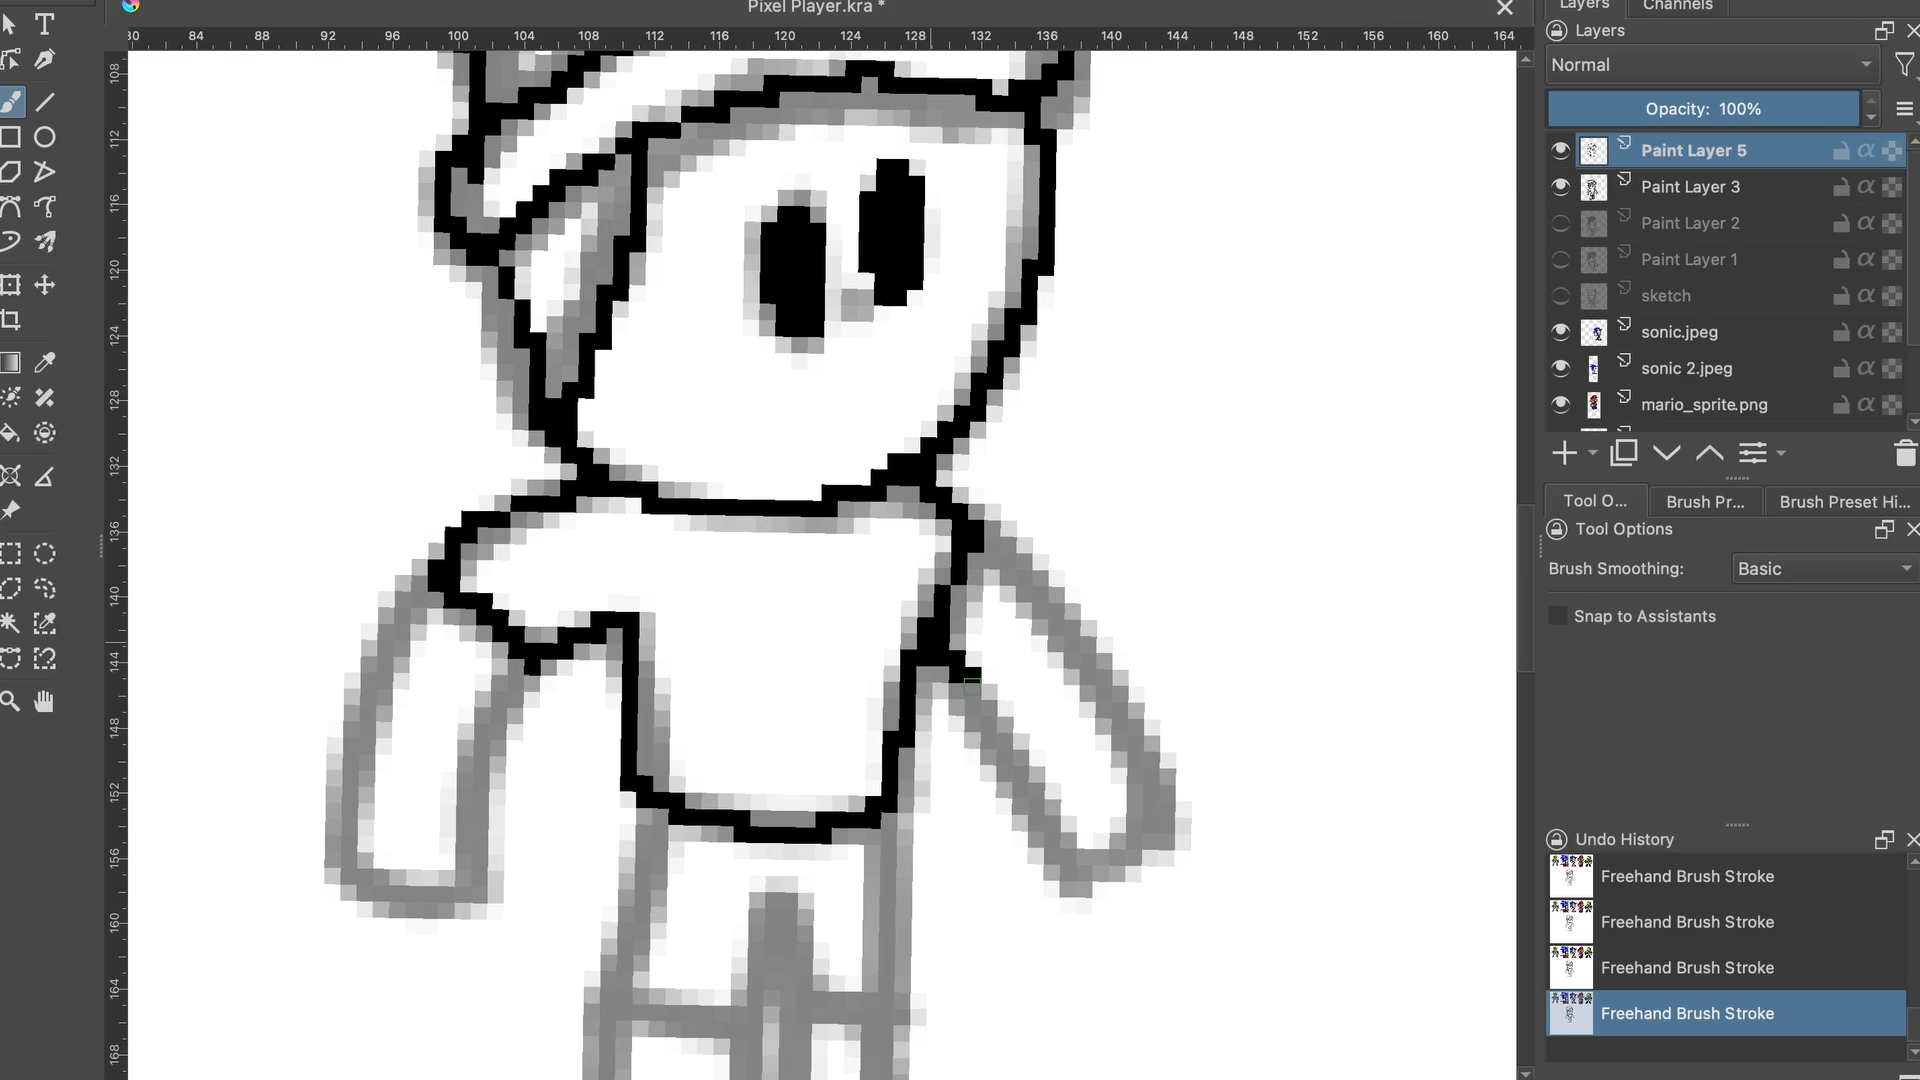 Pixel Player.kra *
Layers
Channels
80 84 88 92 96 100 104 108 112 116 120 124 128 132 136 140 144 148 152 156 160 164
108
112
116
120
124
128
132
136
140
144
148
152
156
160
164
168
Layers
Normal
Opacity: 100%
Paint Layer 5
Paint Layer 3
Paint Layer 2
Paint Layer 1
sketch
sonic.jpeg
sonic 2.jpeg
mario_sprite.png
Tool O...
Brush Pr...
Brush Preset Hi...
Tool Options
Brush Smoothing:
Basic
Snap to Assistants
Undo History
Freehand Brush Stroke
Freehand Brush Stroke
Freehand Brush Stroke
Freehand Brush Stroke